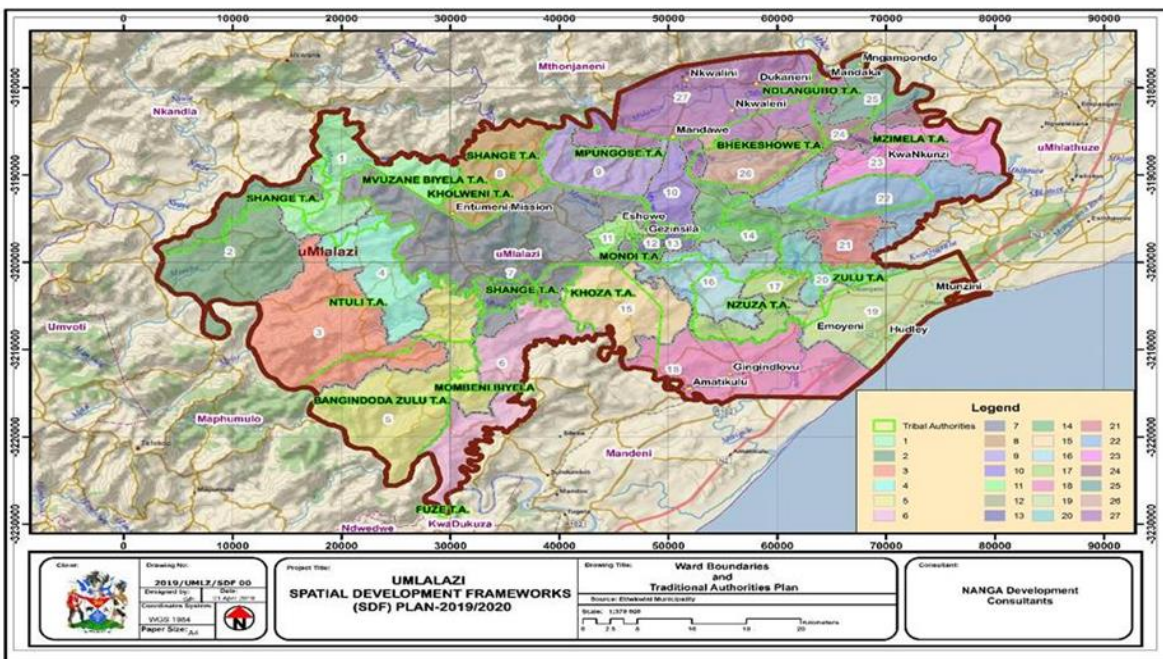 0 10000 20000 30000 40000 50000 60000 70000 80000 90000
-3180000
-3190000
-3200000
-3210000
-3220000
-3230000
Mthonjaneni
Nkandla
Mngampondo
Mandaka
Nkwalini
Dukaneni
NDLANGUBO T.A.
27
25
Nkwaleni
Mandawe
24
MZIMELA T.A.
uMhlathuze
1
SHANGE T.A.
8
MPUNGOSE T.A.
9
BHEKESHOWE T.A.
23
KwaNkunzi
26
MVUZANE BIYELA T.A.
KHOLWENI T.A.
SHANGE T.A.
10
22
Entumeni Mission
Eshowe
Gezinsila
2
uMlalazi
uMlalazi
11
12
13
14
21
MONDI T.A.
4
7
16
17
20
ZULU T.A.
SHANGE T.A.
KHOZA T.A.
NTULI T.A.
NZUZA T.A.
Mtunzini
15
19
Umvoti
3
Emoyeni
Hudley
6
Gingindlovu
18
Amatikulu
MOMBENI BIYELA
BANGINDODA ZULU T.A.
5
Maphumulo
Mandeni
FUZE T.A.
KwaDukuza
Ndwedwe
Legend
Tribal Authorities
1
2
3
4
5
6
7
8
9
10
11
12
13
14
15
16
17
18
19
20
21
22
23
24
25
26
27
0 10000 20000 30000 40000 50000 60000 70000 80000 90000
Client:
Drawing No:
2019/UMLZ/SDF 00
Designed by:
Date:
Coordinates System:
WGS 1984
Paper Size: A4
N
Project Title:
UMLALAZI
SPATIAL DEVELOPMENT FRAMEWORKS
(SDF) PLAN-2019/2020
Drawing Title:
Ward Boundaries
and
Traditional Authorities Plan
Source: Ethekwini Municipality
Scale:
Kilometers
Consultant:
NANGA Development
Consultants